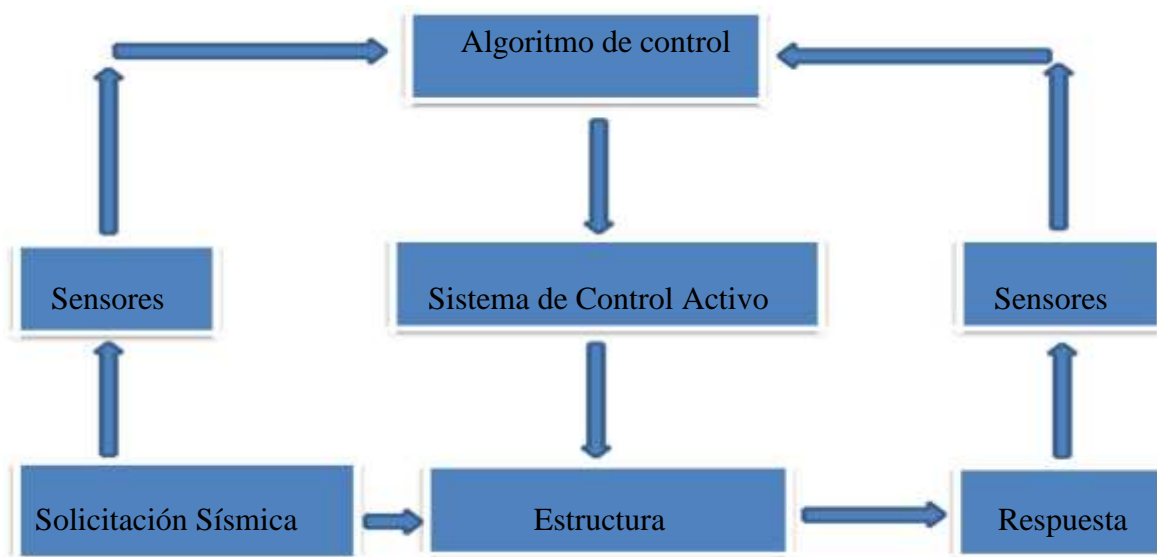 Algoritmo de control
Sensores
Sistema de Control Activo
Sensores
Solicitación Sísmica
Estructura
Respuesta